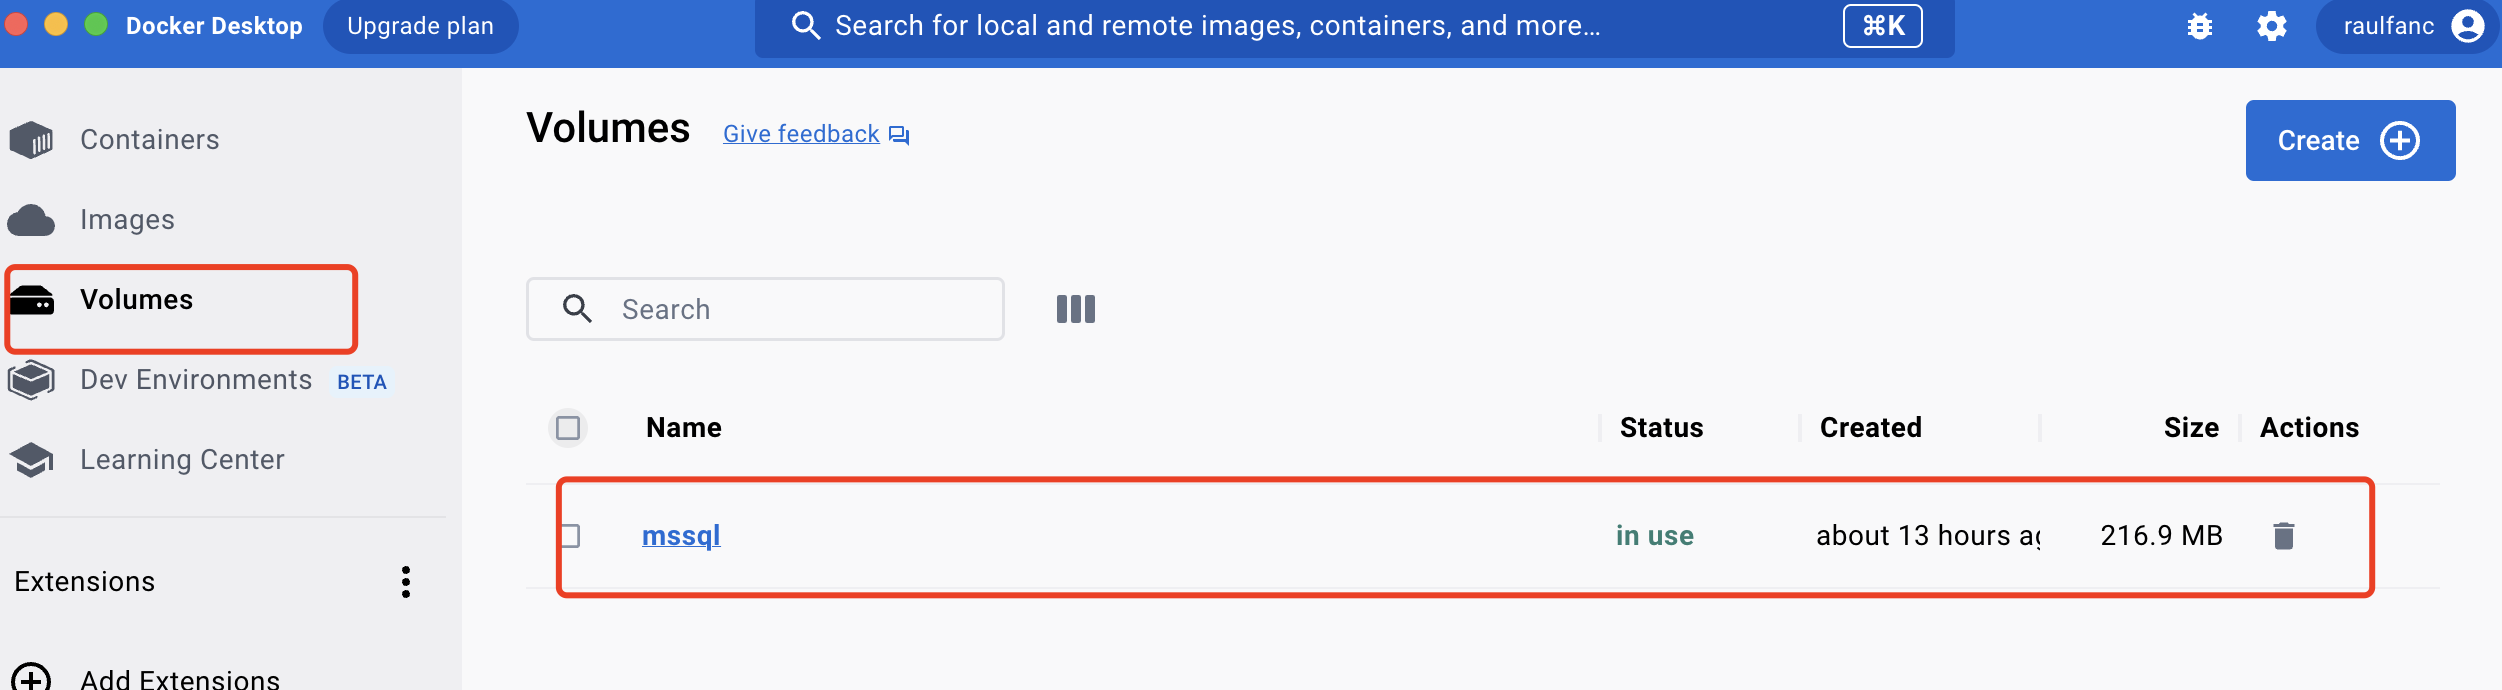 Docker Desktop Upgrade plan Search for local and remote images, containers, and more... ⌘K raulfanc
Containers
Images
Volumes
Dev Environments BETA
Learning Center
Extensions
Add Extensions
Volumes Give feedback
Create
Search
Name Status Created Size Actions
mssql in use about 13 hours 216.9 MB